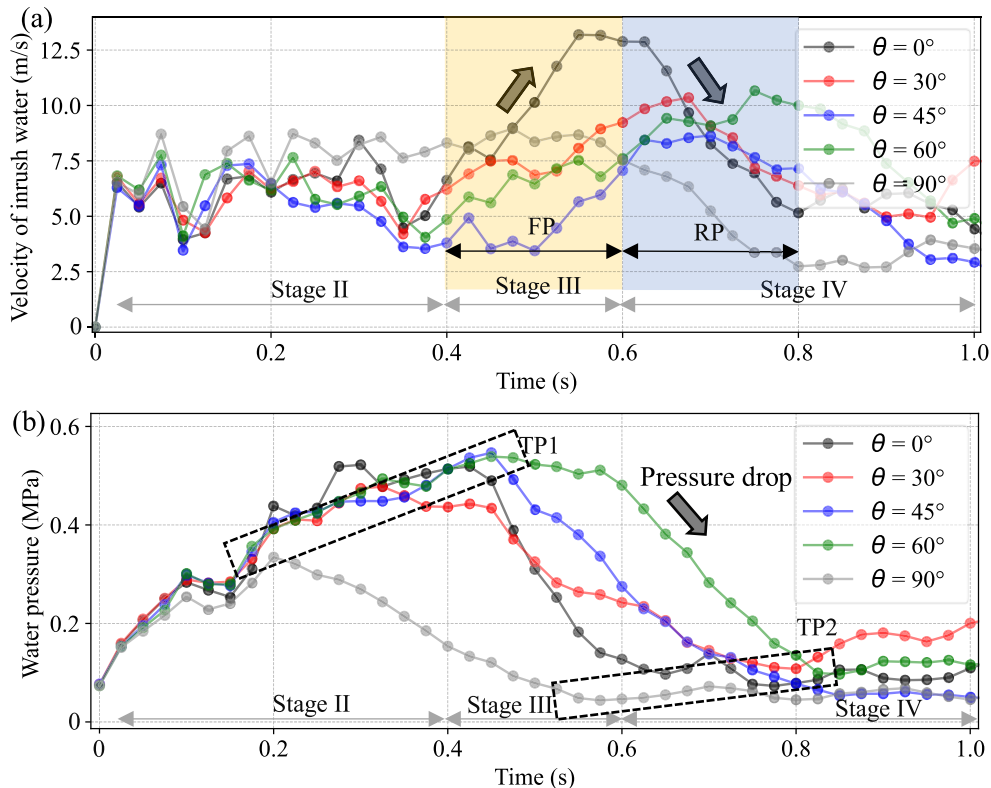 (a)
Velocity of inrush water (m/s)
12.5
10.0
7.5
5.0
2.5
0
θ = 0°
θ = 30°
θ = 45°
θ = 60°
θ = 90°
FP
RP
Stage II
Stage III
Stage IV
0
0.2
0.4
0.6
0.8
1.0
Time (s)
(b)
Water pressure (MPa)
0.6
0.4
0.2
0
TP1
Pressure drop
θ = 0°
θ = 30°
θ = 45°
θ = 60°
θ = 90°
TP2
Stage II
Stage III
Stage IV
0
0.2
0.4
0.6
0.8
1.0
Time (s)